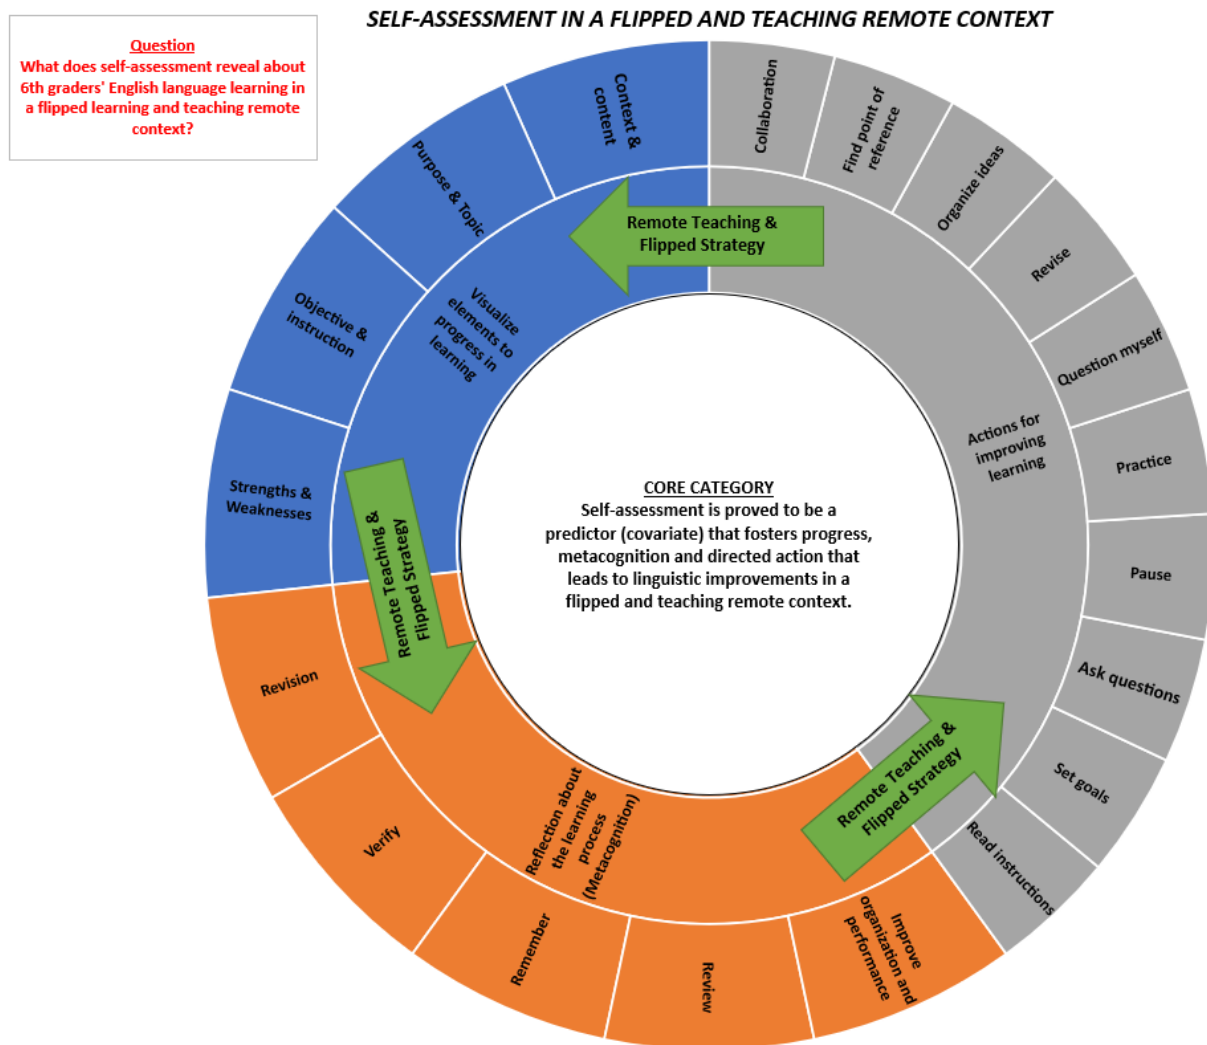 SELF-ASSESSMENT IN A FLIPPED AND TEACHING REMOTE CONTEXT
Question
What does self-assessment reveal about
6th graders' English language learning in
a flipped learning and teaching remote
context?
Context &
content
Purpose & Topic
Objective &
instruction
Strengths &
Weaknesses
Visualize
elements to
progress in
learning
Remote Teaching &
Flipped Strategy
Collaboration
Find point of
reference
Organize ideas
Revise
Question myself
Practice
Pause
Ask questions
Set goals
Read instructions
Actions for
improving
learning
CORE CATEGORY
Self-assessment is proved to be a
predictor (covariate) that fosters progress,
metacognition and directed action that
leads to linguistic improvements in a
flipped and teaching remote context.
Remote Teaching &
Flipped Strategy
Remote Teaching &
Flipped Strategy
Revision
Verify
Remember
Review
Improve
organization and
performance
Reflection about
the learning
process
(Metacognition)